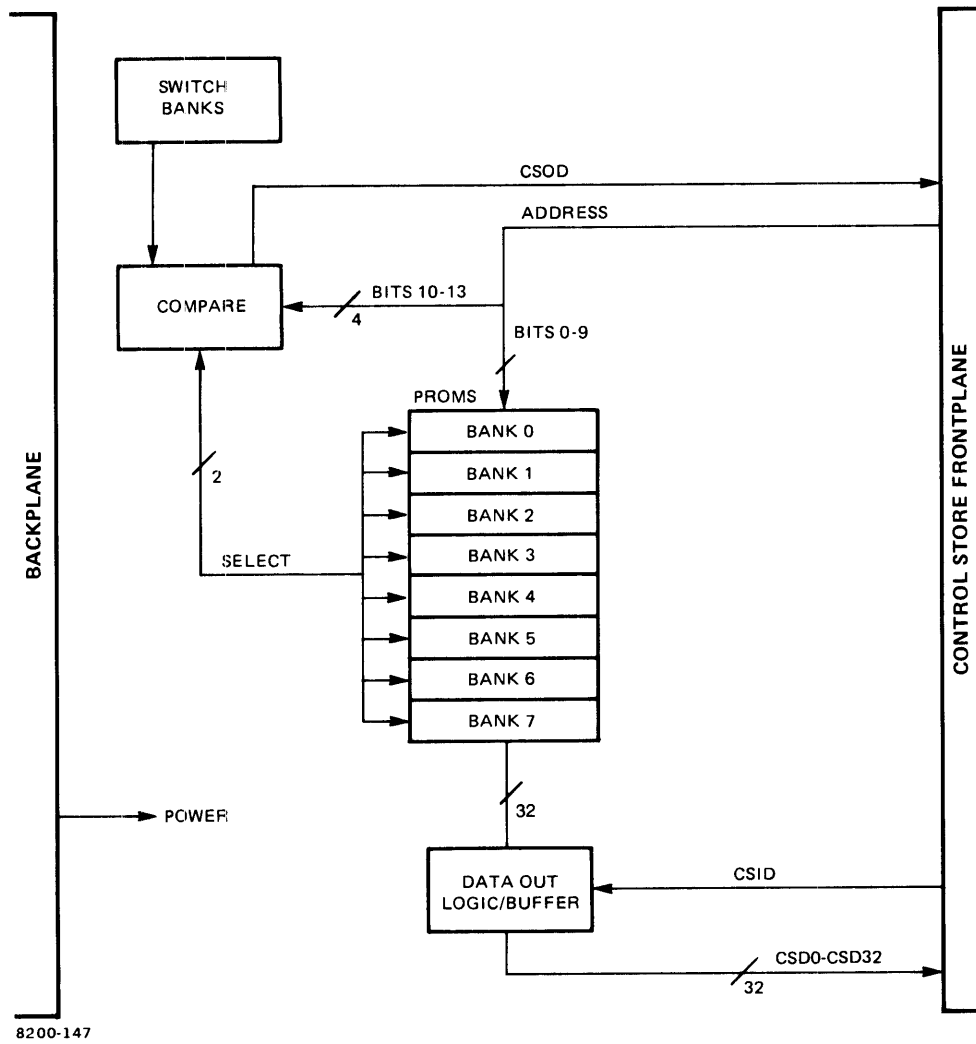 SWITCH
BANKS
CSOD
ADDRESS
COMPARE
BITS 10-13
4
BITS 0-9
PROMS
BANK 0
BANK 1
2
BANK 2
BANK 3
SELECT
BANK 4
BANK 5
BANK 6
BANK 7
BACKPLANE
CONTROL STORE FRONTPLANE
32
POWER
DATA OUT
LOGIC/BUFFER
CSID
CSD0-CSD32
32
8200-147